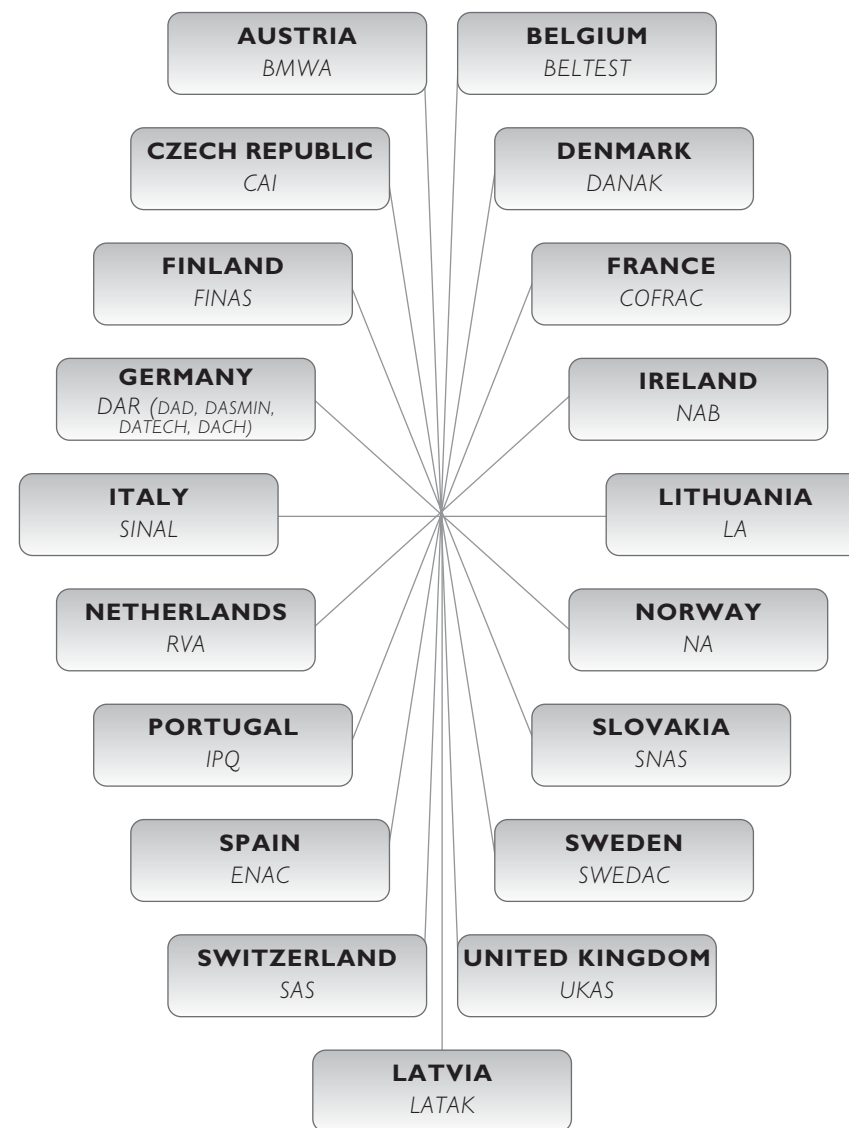 AUSTRIA
BMWA
BELGIUM
BELTEST
CZECH REPUBLIC
CAI
DENMARK
DANAK
FINLAND
FINAS
FRANCE
COFRAC
GERMANY
DAR (DAD, DASMIN,
DATECH, DACH)
IRELAND
NAB
ITALY
SINAL
LITHUANIA
LA
NETHERLANDS
RVA
NORWAY
NA
PORTUGAL
IPQ
SLOVAKIA
SNAS
SPAIN
ENAC
SWEDEN
SWEDAC
SWITZERLAND
SAS
UNITED KINGDOM
UKAS
LATVIA
LATAK